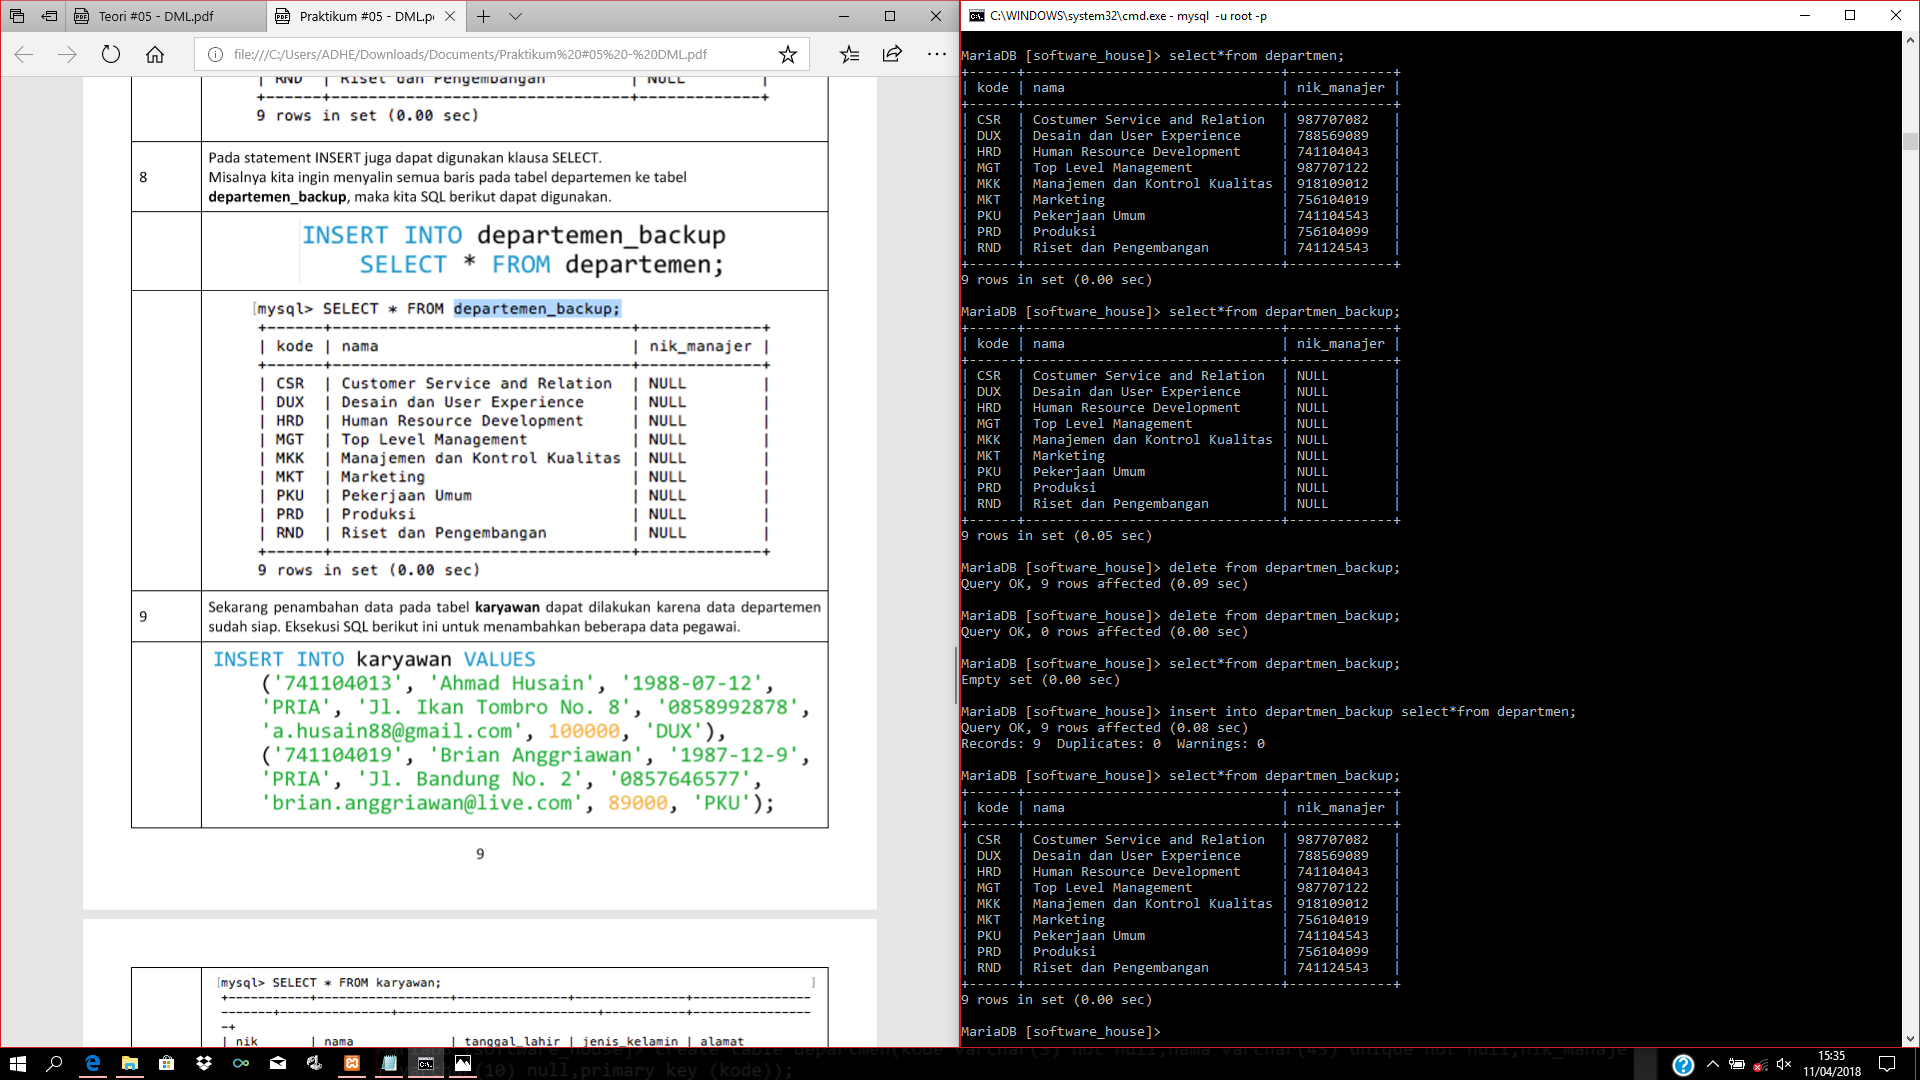 Teori #05 - DML.pdf
Praktikum #05 - DML.p
file:///C:/Users/ADHE/Downloads/Documents/Praktikum%20#05%20-%20DML.pdf
| RND | Riset dan Pengembangan | NULL |
+------+--------------------------------+-------------+
9 rows in set (0.00 sec)
8
Pada statement INSERT juga dapat digunakan klausa SELECT.
Misalnya kita ingin menyalin semua baris pada tabel departemen ke tabel
departemen_backup, maka kita SQL berikut dapat digunakan.
INSERT INTO departemen_backup
SELECT * FROM departemen;
[mysql> SELECT * FROM departemen_backup;
+------+--------------------------------+-------------+
| kode | nama | nik_manajer |
+------+--------------------------------+-------------+
| CSR | Customer Service and Relation | NULL |
| DUX | Desain dan User Experience | NULL |
| HRD | Human Resource Development | NULL |
| MGT | Top Level Management | NULL |
| MKK | Manajemen dan Kontrol Kualitas | NULL |
| MKT | Marketing | NULL |
| PKU | Pekerjaan Umum | NULL |
| PRD | Produksi | NULL |
| RND | Riset dan Pengembangan | NULL |
+------+--------------------------------+-------------+
9 rows in set (0.00 sec)
9
Sekarang penambahan data pada tabel karyawan dapat dilakukan karena data departemen
sudah siap. Eksekusi SQL berikut ini untuk menambahkan beberapa data pegawai.
INSERT INTO karyawan VALUES
('741104013', 'Ahmad Husain', '1988-07-12',
'PRIA', 'Jl. Ikan Tombro No. 8', '0858992878',
'a.husain88@gmail.com', 100000, 'DUX'),
('741104019', 'Brian Anggriawan', '1987-12-9',
'PRIA', 'Jl. Bandung No. 2', '0857646577',
'brian.anggriawan@live.com', 89000, 'PKU');
9
[mysql> SELECT * FROM karyawan; ]
| nik | nama | tanggal_lahir | jenis_kelamin | alamat
C:\WINDOWS\system32\cmd.exe - mysql -u root -p
MariaDB [software_house]> select*from departmen;
+------+--------------------------------+-------------+
| kode | nama | nik_manajer |
+------+--------------------------------+-------------+
| CSR | Costumer Service and Relation | 987707082 |
| DUX | Desain dan User Experience | 788569089 |
| HRD | Human Resource Development | 741104043 |
| MGT | Top Level Management | 987707122 |
| MKK | Manajemen dan Kontrol Kualitas | 918109012 |
| MKT | Marketing | 756104019 |
| PKU | Pekerjaan Umum | 741104543 |
| PRD | Produksi | 756104099 |
| RND | Riset dan Pengembangan | 741124543 |
+------+--------------------------------+-------------+
9 rows in set (0.00 sec)
MariaDB [software_house]> select*from departmen_backup;
+------+--------------------------------+-------------+
| kode | nama | nik_manajer |
+------+--------------------------------+-------------+
| CSR | Costumer Service and Relation | NULL |
| DUX | Desain dan User Experience | NULL |
| HRD | Human Resource Development | NULL |
| MGT | Top Level Management | NULL |
| MKK | Manajemen dan Kontrol Kualitas | NULL |
| MKT | Marketing | NULL |
| PKU | Pekerjaan Umum | NULL |
| PRD | Produksi | NULL |
| RND | Riset dan Pengembangan | NULL |
+------+--------------------------------+-------------+
9 rows in set (0.05 sec)
MariaDB [software_house]> delete from departmen_backup;
Query OK, 9 rows affected (0.09 sec)
MariaDB [software_house]> delete from departmen_backup;
Query OK, 0 rows affected (0.00 sec)
MariaDB [software_house]> select*from departmen_backup;
Empty set (0.00 sec)
MariaDB [software_house]> insert into departmen_backup select*from departmen;
Query OK, 9 rows affected (0.08 sec)
Records: 9 Duplicates: 0 Warnings: 0
MariaDB [software_house]> select*from departmen_backup;
+------+--------------------------------+-------------+
| kode | nama | nik_manajer |
+------+--------------------------------+-------------+
| CSR | Costumer Service and Relation | 987707082 |
| DUX | Desain dan User Experience | 788569089 |
| HRD | Human Resource Development | 741104043 |
| MGT | Top Level Management | 987707122 |
| MKK | Manajemen dan Kontrol Kualitas | 918109012 |
| MKT | Marketing | 756104019 |
| PKU | Pekerjaan Umum | 741104543 |
| PRD | Produksi | 756104099 |
| RND | Riset dan Pengembangan | 741124543 |
+------+--------------------------------+-------------+
9 rows in set (0.00 sec)
MariaDB [software_house]>
create table departmen(kode varchar(3) not null,nama varchar(45) unique not null,nik_manaje
(10) null,primary key (kode));
15:35
11/04/2018